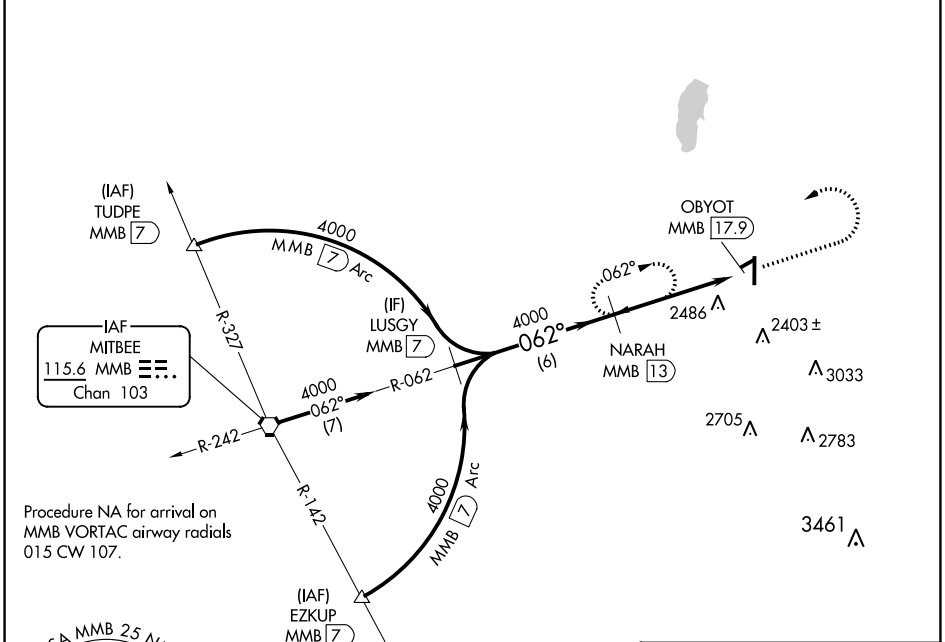 (IAF)
TUDPE
MMB 7
4000
MMB 7 Arc
OBYOT
MMB 17.9
R-327
(IF)
LUSGY
MMB 7
062°
4000
062°
(6)
2486
2403±
NARAH
MMB 13
3033
IAF
MITBEE
115.6 MMB
Chan 103
4000
062°
(7)
R-062
2705
2783
R-242
R-142
4000
MMB 7 Arc
Procedure NA for arrival on
MMB VORTAC airway radials
015 CW 107.
3461
(IAF)
EZKUP
MMB 7
MMB 25